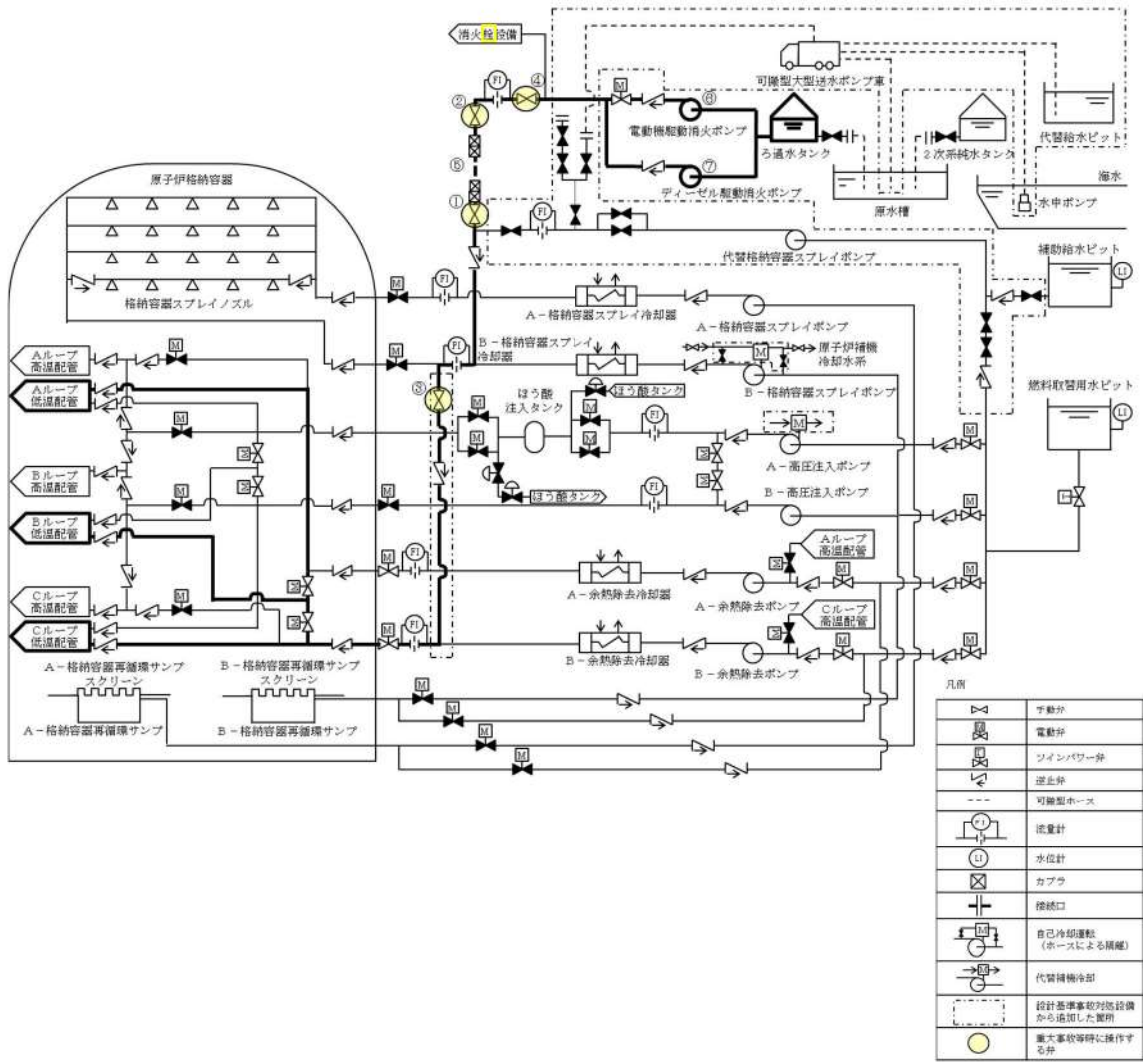 消火栓設備
FI
④
②
M
⑥
電動機駆動消火ポンプ
可搬型大型送水ポンプ車
代替給水ピット
ろ過水タンク
2次系純水タンク
⑤
⑦
ディーゼル駆動消火ポンプ
海水
原水槽
水中ポンプ
原子炉格納容器
①
FI
代替格納容器スプレイポンプ
補助給水ピット
LI
格納容器スプレイノズル
M
FI
A-格納容器スプレイ冷却器
A-格納容器スプレイポンプ
B-格納容器スプレイ
冷却器
原子炉補機
冷却水系
M
FI
M
B-格納容器スプレイポンプ
Aループ
高温配管
M
Aループ
低温配管
③
ほう酸
注入タンク
ほう酸タンク
燃料取替用水ピット
LI
M
M
M
FI
M
A-高圧注入ポンプ
M
Bループ
高温配管
M
M
M
M
ほう酸タンク
FI
B-高圧注入ポンプ
M
Bループ
低温配管
Aループ
高温配管
M
FI
A-余熱除去冷却器
A-余熱除去ポンプ
M
M
M
Cループ
高温配管
M
M
Cループ
高温配管
Cループ
低温配管
M
M
FI
B-余熱除去冷却器
B-余熱除去ポンプ
M
M
M
A-格納容器再循環サンプ
スクリーン
B-格納容器再循環サンプ
スクリーン
A-格納容器再循環サンプ
B-格納容器再循環サンプ
M
M
M
M
凡例
手動弁
M
電動弁
ツインパワー弁
逆止弁
可搬型ホース
FI
流量計
LI
水位計
カプラ
接続口
M
自己冷却運転
(ホースによる隔離)
M
代替補機冷却
設計基準事故対処設備
から追加した箇所
重大事故等時に操作す
る弁